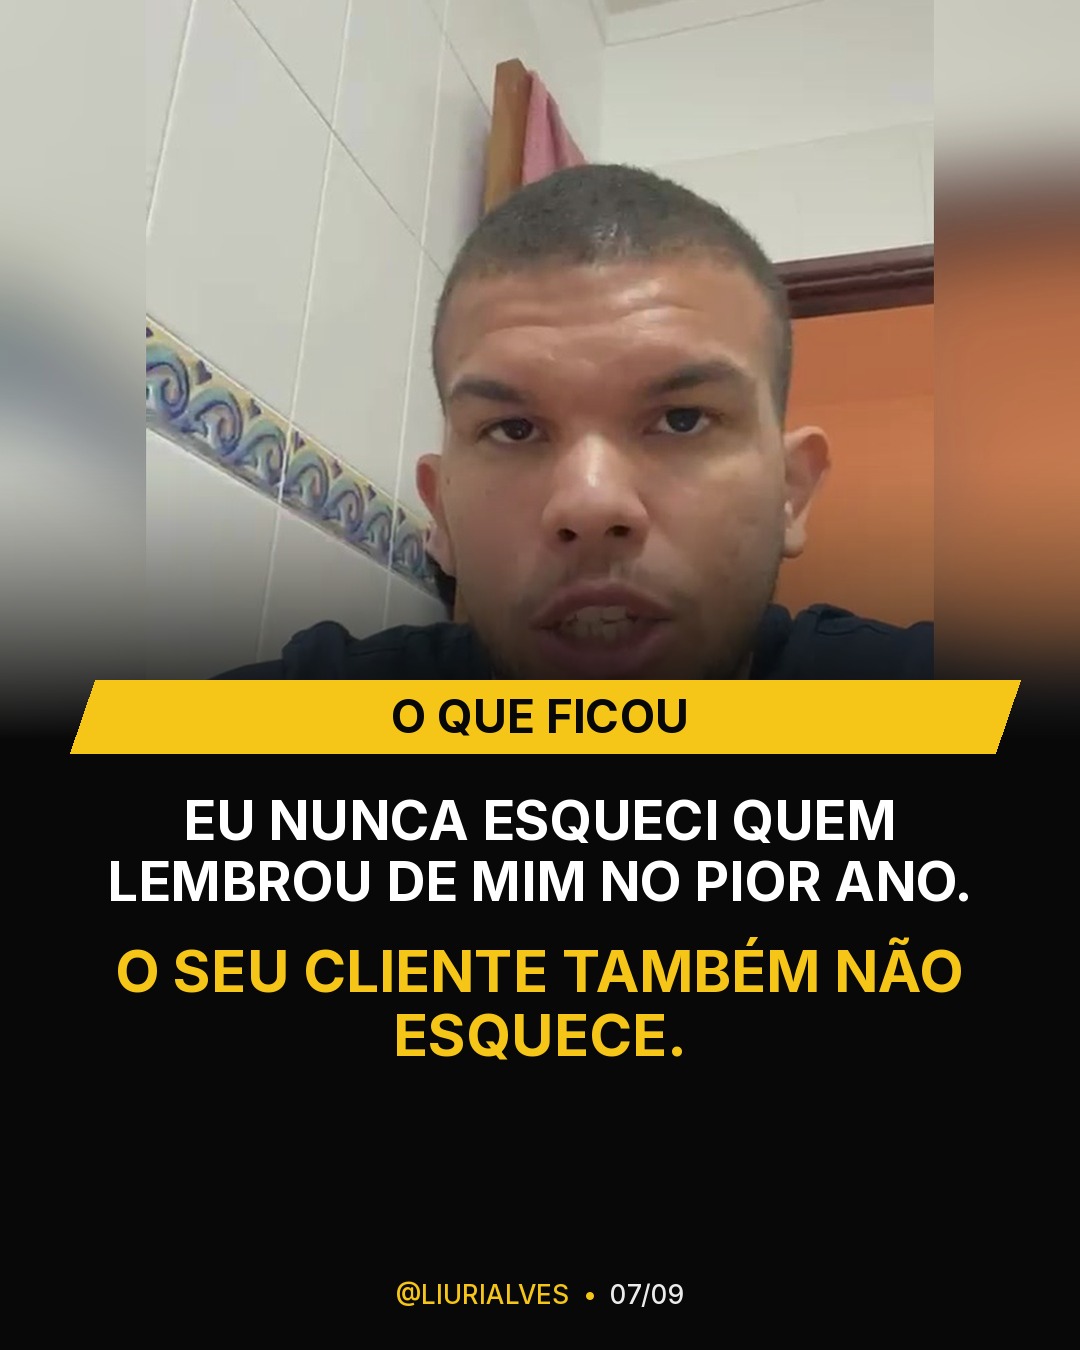 O QUE FICOU
EU NUNCA ESQUECI QUEM
LEMBROU DE MIM NO PIOR ANO.
O SEU CLIENTE TAMBÉM NÃO
ESQUECE.
@LIURIALVES • 07/09